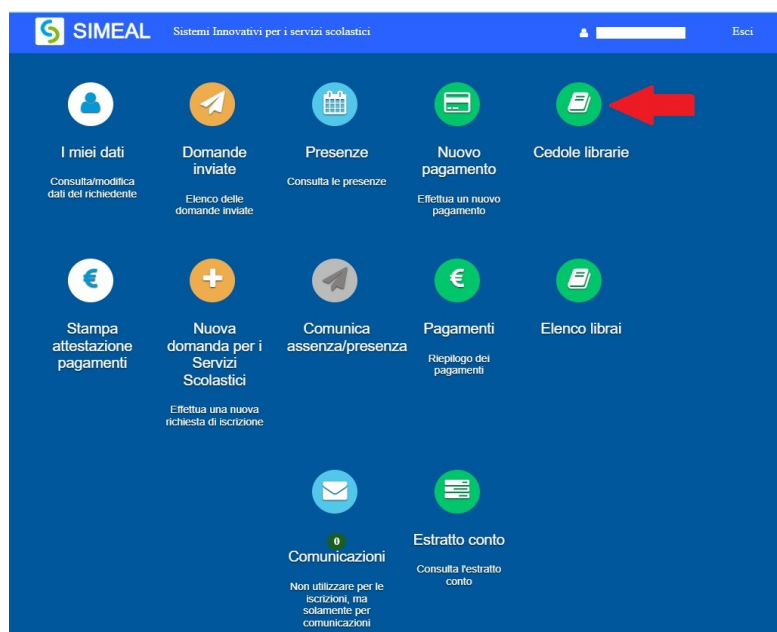 SIMEAL Sistemi Innovativi per i servizi scolastici Esci
I miei dati
Consulta/modifica
dati del richiedente
Domande
inviate
Elenco delle
domande inviate
Presenze
Consulta le presenze
Nuovo
pagamento
Effettua un nuovo
pagamento
Cedole librarie
Stampa
attestazione
pagamenti
Nuova
domanda per i
Servizi
Scolastici
Effettua una nuova
richiesta di iscrizione
Comunica
assenza/presenza
Pagamenti
Riepilogo dei
pagamenti
Elenco librai
0
Comunicazioni
Non utilizzare per le
iscrizioni, ma
solamente per
comunicazioni
Estratto conto
Consulta l'estratto
conto